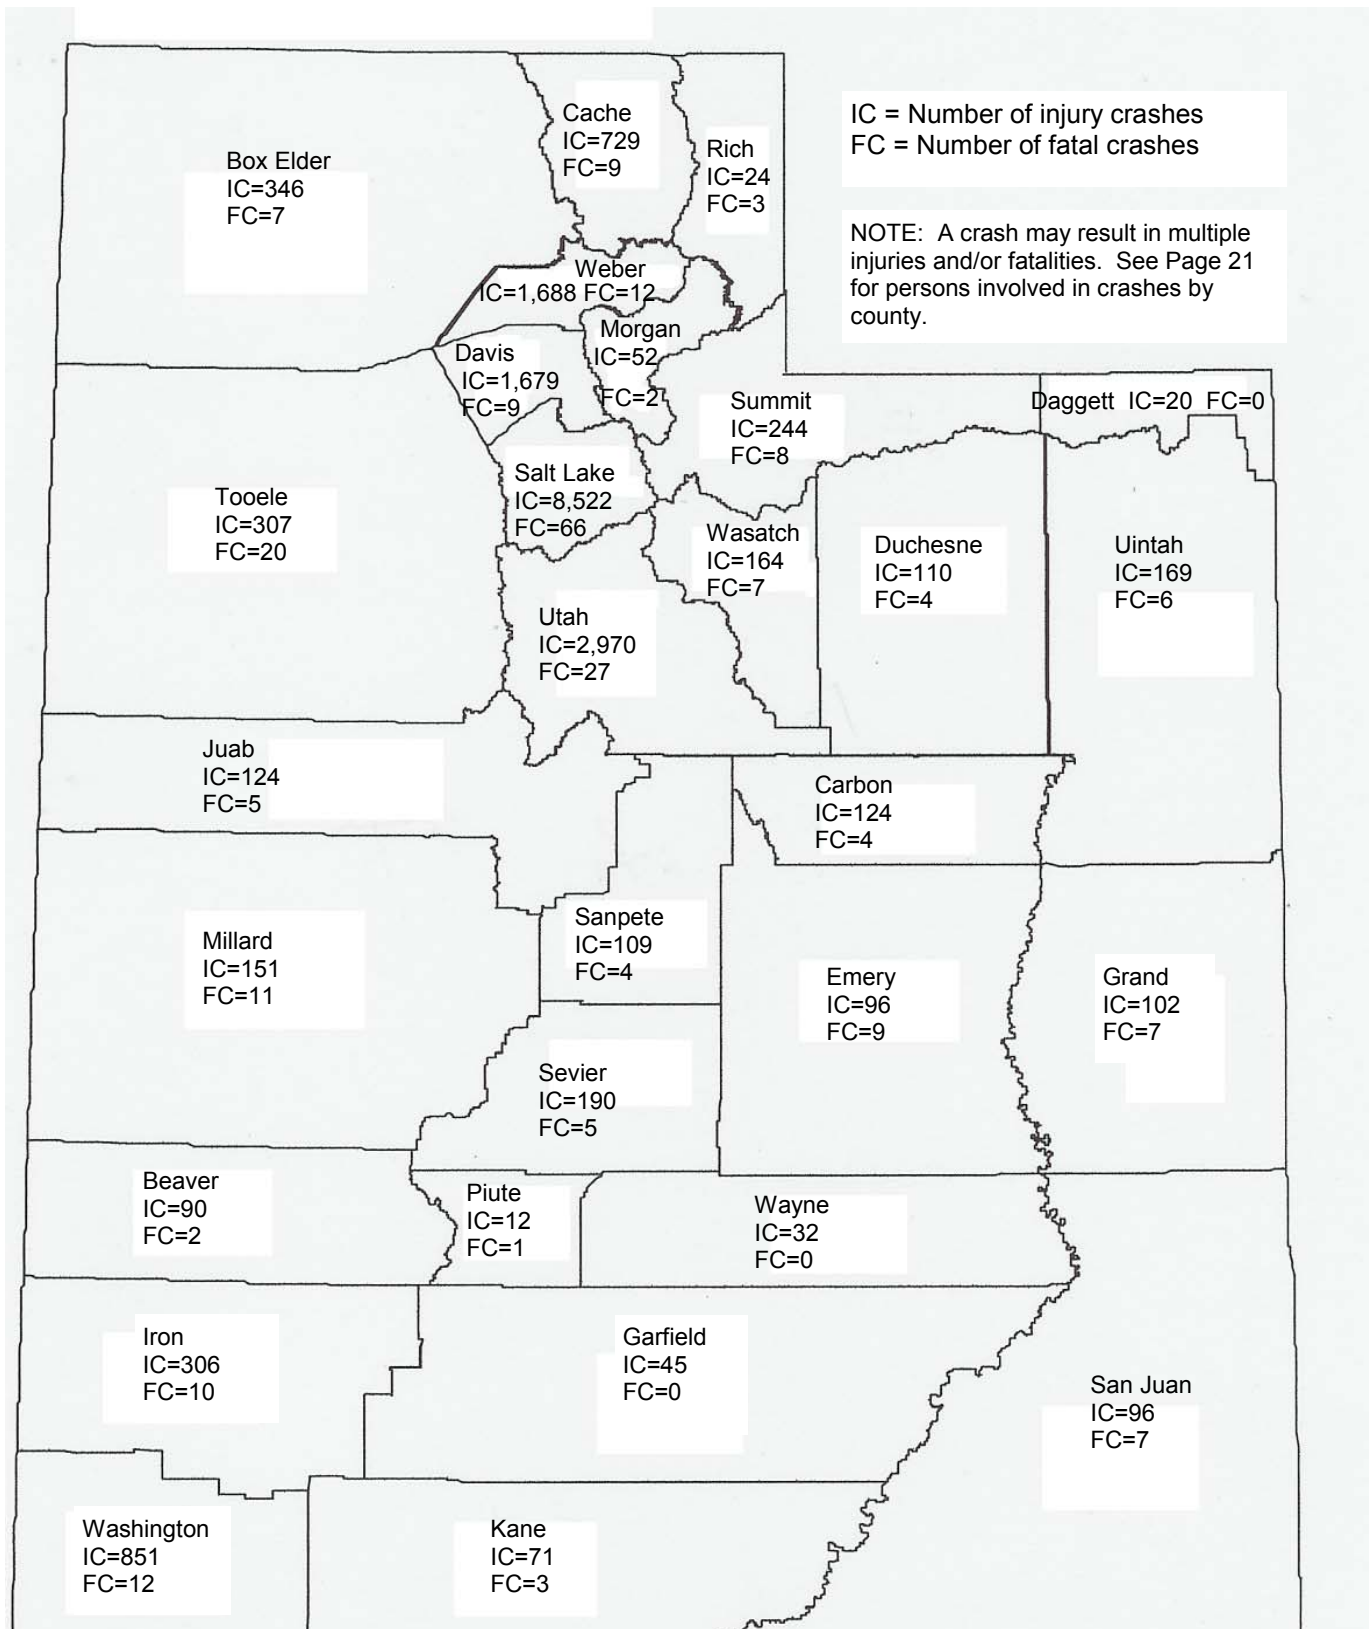 Cache
IC=729
FC=9
Rich
IC=24
FC=3
IC = Number of injury crashes
FC = Number of fatal crashes
Box Elder
IC=346
FC=7
NOTE:  A crash may result in multiple
injuries and/or fatalities.  See Page 21
for persons involved in crashes by
county.
Weber
IC=1,688 FC=12
Morgan
IC=52
FC=2
Davis
IC=1,679
FC=9
Summit
IC=244
FC=8
Daggett  IC=20  FC=0
Salt Lake
IC=8,522
FC=66
Tooele
IC=307
FC=20
Wasatch
IC=164
FC=7
Duchesne
IC=110
FC=4
Uintah
IC=169
FC=6
Utah
IC=2,970
FC=27
Juab
IC=124
FC=5
Carbon
IC=124
FC=4
Sanpete
IC=109
FC=4
Millard
IC=151
FC=11
Emery
IC=96
FC=9
Grand
IC=102
FC=7
Sevier
IC=190
FC=5
Beaver
IC=90
FC=2
Piute
IC=12
FC=1
Wayne
IC=32
FC=0
Iron
IC=306
FC=10
Garfield
IC=45
FC=0
San Juan
IC=96
FC=7
Washington
IC=851
FC=12
Kane
IC=71
FC=3